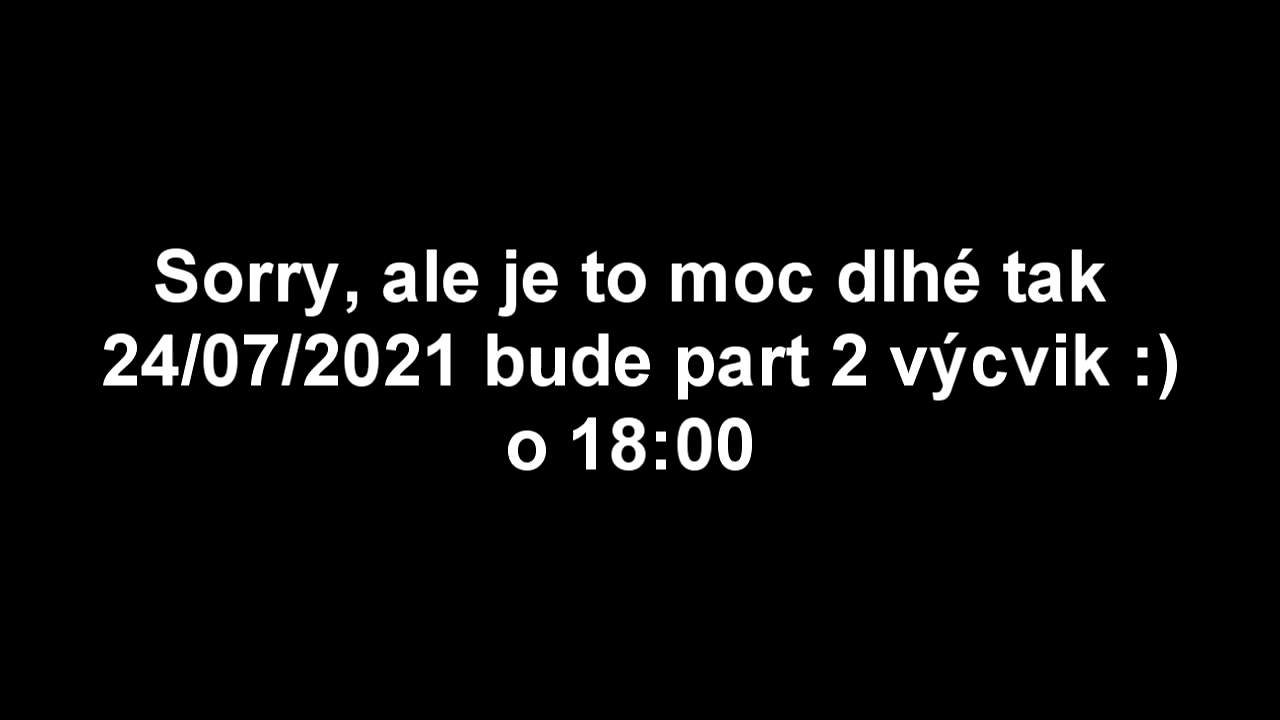 Sorry, ale je to moc dlhé tak
24/07/2021 bude part 2 výcvik :)
o 18:00